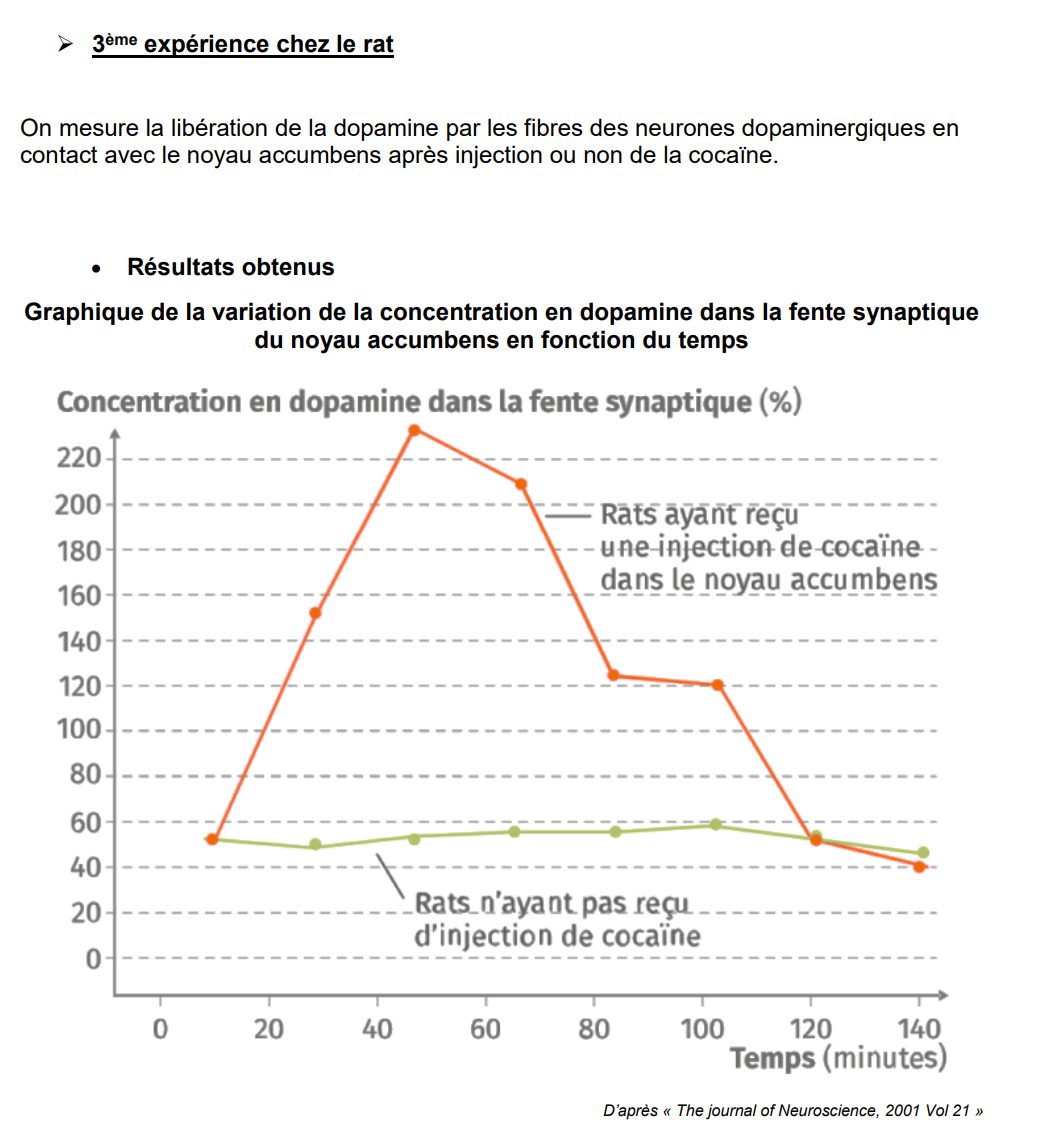 ➢ 3ème expérience chez le rat
On mesure la libération de la dopamine par les fibres des neurones dopaminergiques en
contact avec le noyau accumbens après injection ou non de la cocaïne.
• Résultats obtenus
Graphique de la variation de la concentration en dopamine dans la fente synaptique
du noyau accumbens en fonction du temps
Concentration en dopamine dans la fente synaptique (%)
220
200
180
160
140
120
100
80
60
40
20
0
Rats ayant reçu
une injection de cocaïne
dans le noyau accumbens
Rats n'ayant pas reçu
d'injection de cocaïne
0 20 40 60 80 100 120 140
Temps (minutes)
D'après « The journal of Neuroscience, 2001 Vol 21 »